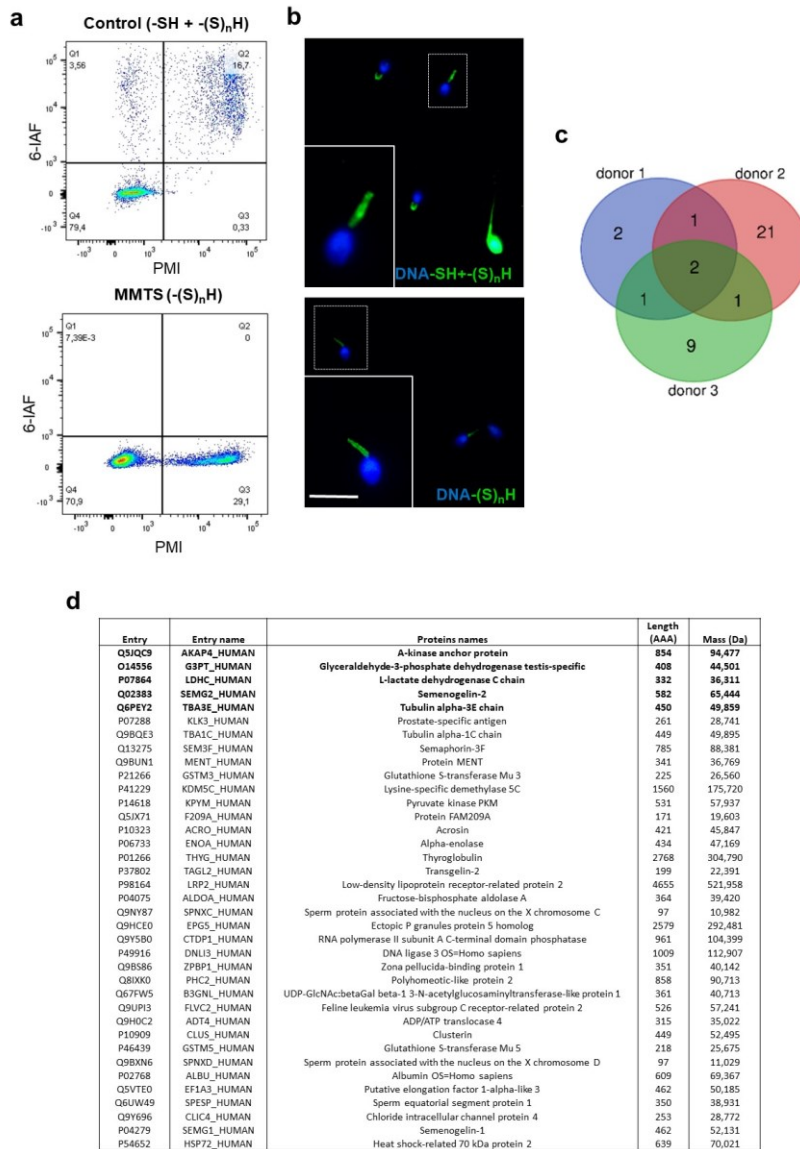 a
Control (-SH + -(S)nH)
Q1
3,56
Q2
16,7
10^5
10^4
10^3
0
-10^3
6-IAF
Q4
79,4
Q3
0,33
-10^3 0 10^3 10^4 10^5
PMI
MMTS (-(S)nH)
Q1
7,39E-3
Q2
0
10^5
10^4
10^3
0
-10^3
6-IAF
Q4
70,9
Q3
29,1
-10^3 0 10^3 10^4 10^5
PMI
b
DNA-SH+-(S)nH
DNA-(S)nH
c
donor 1
donor 2
2
1
21
2
1
1
9
donor 3
d
Entry Entry name Proteins names Length (AAA) Mass (Da)
Q5JQC9 AKAP4_HUMAN A-kinase anchor protein 854 94,477
O14556 G3PT_HUMAN Glyceraldehyde-3-phosphate dehydrogenase testis-specific 408 44,501
P07864 LDHC_HUMAN L-lactate dehydrogenase C chain 332 36,311
Q02383 SEMG2_HUMAN Semenogelin-2 582 65,444
Q6PEY2 TBA3E_HUMAN Tubulin alpha-3E chain 450 49,859
P07288 KLK3_HUMAN Prostate-specific antigen 261 28,741
Q9BQE3 TBA1C_HUMAN Tubulin alpha-1C chain 449 49,895
Q13275 SEM3F_HUMAN Semaphorin-3F 785 88,381
Q9BUN1 MENT_HUMAN Protein MENT 341 36,769
P21266 GSTM3_HUMAN Glutathione S-transferase Mu 3 225 26,560
P41229 KDM5C_HUMAN Lysine-specific demethylase 5C 1560 175,720
P14618 KPYM_HUMAN Pyruvate kinase PKM 531 57,937
Q5JX71 F209A_HUMAN Protein FAM209A 171 19,603
P10323 ACRO_HUMAN Acrosin 421 45,847
P06733 ENOA_HUMAN Alpha-enolase 434 47,169
P01266 THYG_HUMAN Thyroglobulin 2768 304,790
P37802 TAGL2_HUMAN Transgelin-2 199 22,391
P98164 LRP2_HUMAN Low-density lipoprotein receptor-related protein 2 4655 521,958
P04075 ALDOA_HUMAN Fructose-bisphosphate aldolase A 364 39,420
Q9NY87 SPNXC_HUMAN Sperm protein associated with the nucleus on the X chromosome C 97 10,982
Q9HCE0 EPG5_HUMAN Ectopic P granules protein 5 homolog 2579 292,481
Q9Y5B0 CTDP1_HUMAN RNA polymerase II subunit A C-terminal domain phosphatase 961 104,399
P49916 DNLI3_HUMAN DNA ligase 3 OS=Homo sapiens 1009 112,907
Q9BS86 ZPBP1_HUMAN Zona pellucida-binding protein 1 351 40,142
Q8IXK0 PHC2_HUMAN Polyhomeotic-like protein 2 858 90,713
Q67FW5 B3GNL_HUMAN UDP-GlcNAc:betaGal beta-1 3-N-acetylglucosaminyltransferase-like protein 1 361 40,713
Q9UPI3 FLVC2_HUMAN Feline leukemia virus subgroup C receptor-related protein 2 526 57,241
Q9H0C2 ADT4_HUMAN ADP/ATP translocase 4 315 35,022
P10909 CLUS_HUMAN Clusterin 449 52,495
P46439 GSTM5_HUMAN Glutathione S-transferase Mu 5 218 25,675
Q9BXN6 SPNXD_HUMAN Sperm protein associated with the nucleus on the X chromosome D 97 11,029
P02768 ALBU_HUMAN Albumin OS=Homo sapiens 609 69,367
Q5VTE0 EF1A3_HUMAN Putative elongation factor 1-alpha-like 3 462 50,185
Q6UW49 SPESP_HUMAN Sperm equatorial segment protein 1 350 38,931
Q9Y696 CLIC4_HUMAN Chloride intracellular channel protein 4 253 28,772
P04279 SEMG1_HUMAN Semenogelin-1 462 52,131
P54652 HSP72_HUMAN Heat shock-related 70 kDa protein 2 639 70,021